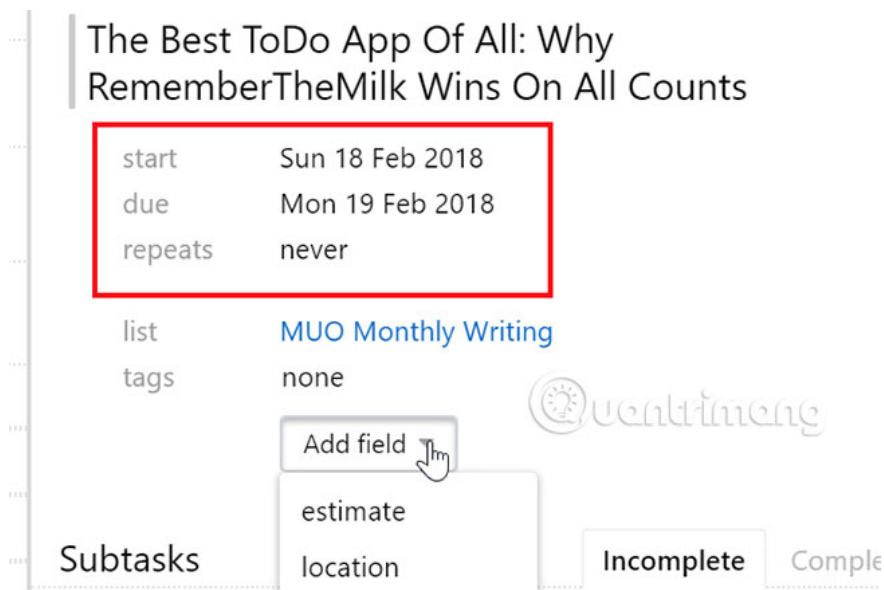 The Best ToDo App Of All: Why
RememberTheMilk Wins On All Counts
start Sun 18 Feb 2018
due Mon 19 Feb 2018
repeats never
list MUO Monthly Writing
tags none
Quantrimang
Add field
estimate
location
Subtasks
Incomplete